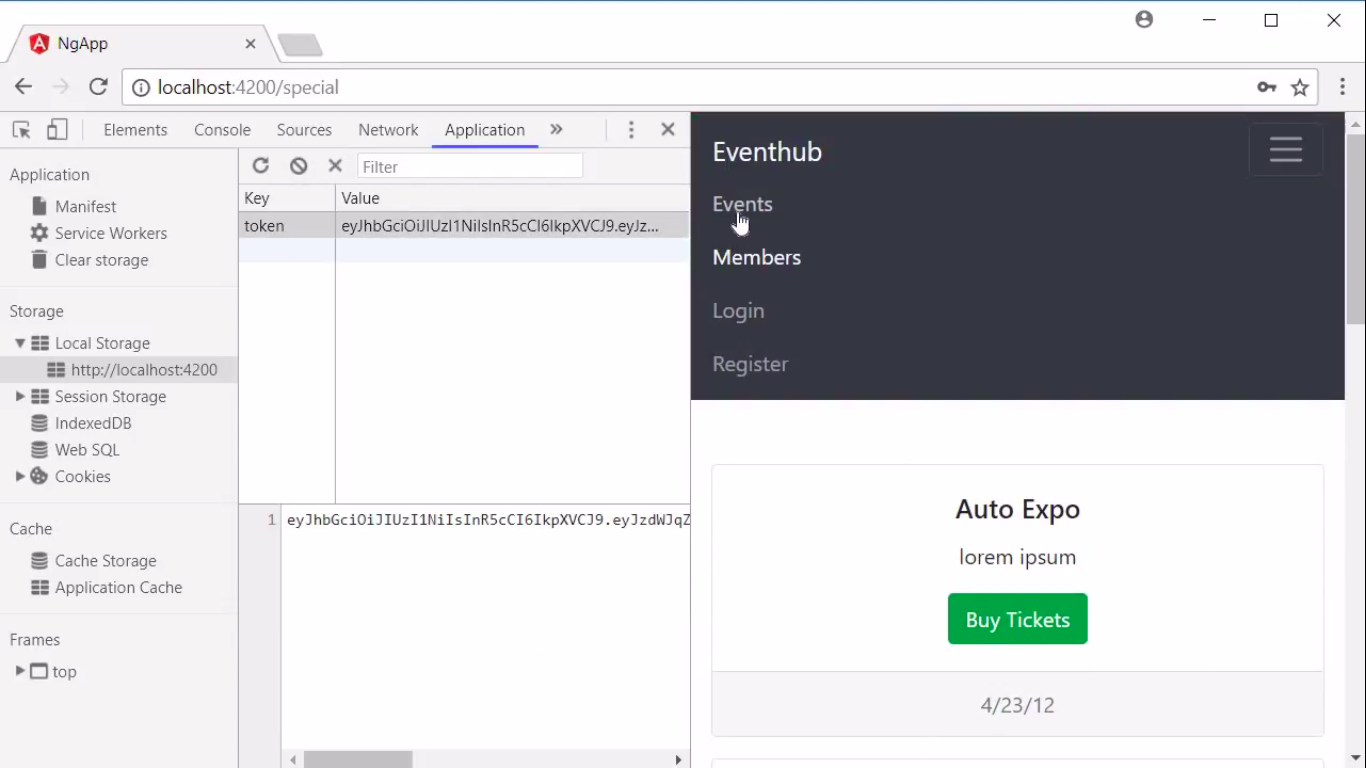 NgApp
localhost:4200/special
Elements Console Sources Network Application »
Application
Manifest
Service Workers
Clear storage
Storage
Local Storage
http://localhost:4200
Session Storage
IndexedDB
Web SQL
Cookies
Cache
Cache Storage
Application Cache
Frames
top
Filter
Key Value
token eyJhbGciOiJIUzI1NiIsInR5cCI6IkpXVCJ9.eyJz...
1 eyJhbGciOiJIUzI1NiIsInR5cCI6IkpXVCJ9.eyJzdWJqZ
Eventhub
Events
Members
Login
Register
Auto Expo
lorem ipsum
Buy Tickets
4/23/12